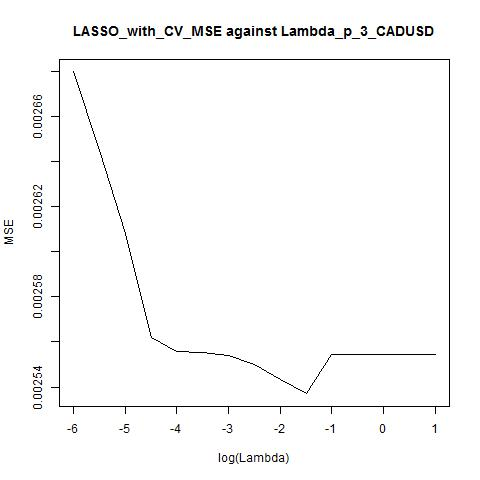 LASSO_with_CV_MSE against Lambda_p_3_CADUSD
MSE
0.00266
0.00262
0.00258
0.00254
-6 -5 -4 -3 -2 -1 0 1
log(Lambda)